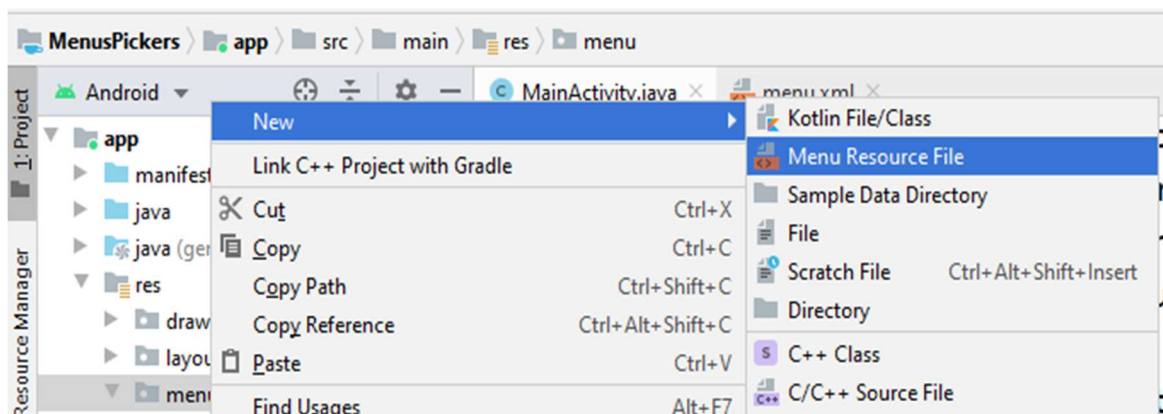 MenusPickers app src main res menu
Android MainActivity.java menu.xml
1: Project
Resource Manager
app
manifest
java
java (ger
res
draw
layou
menu
New
Link C++ Project with Gradle
Cut Ctrl+X
Copy Ctrl+C
Copy Path Ctrl+Shift+C
Copy Reference Ctrl+Alt+Shift+C
Paste Ctrl+V
Find Usages Alt+F7
Kotlin File/Class
Menu Resource File
Sample Data Directory
File
Scratch File Ctrl+Alt+Shift+Insert
Directory
C++ Class
C/C++ Source File